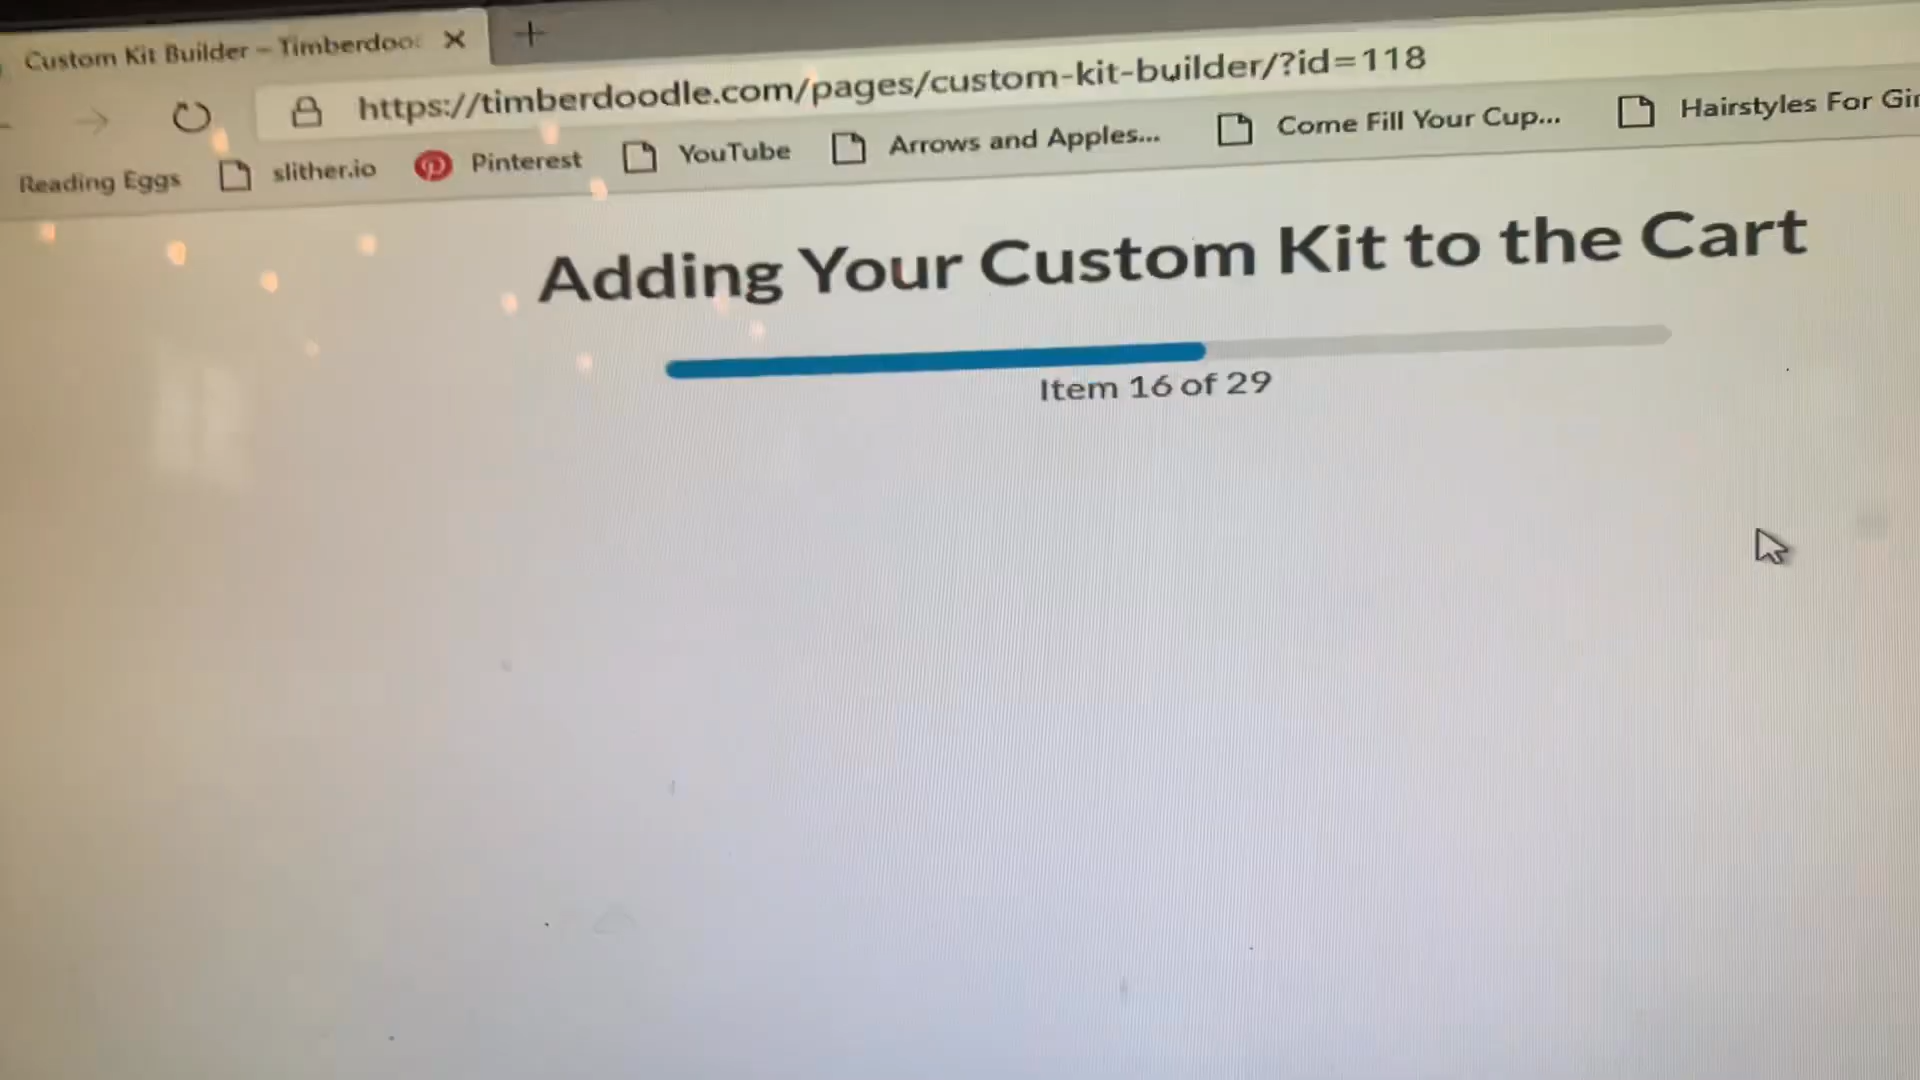 Custom Kit Builder – Timberdoo
https://timberdoodle.com/pages/custom-kit-builder/?id=118
Reading Eggs slither.io Pinterest YouTube Arrows and Apples... Come Fill Your Cup... Hairstyles For Gir
Adding Your Custom Kit to the Cart
Item 16 of 29